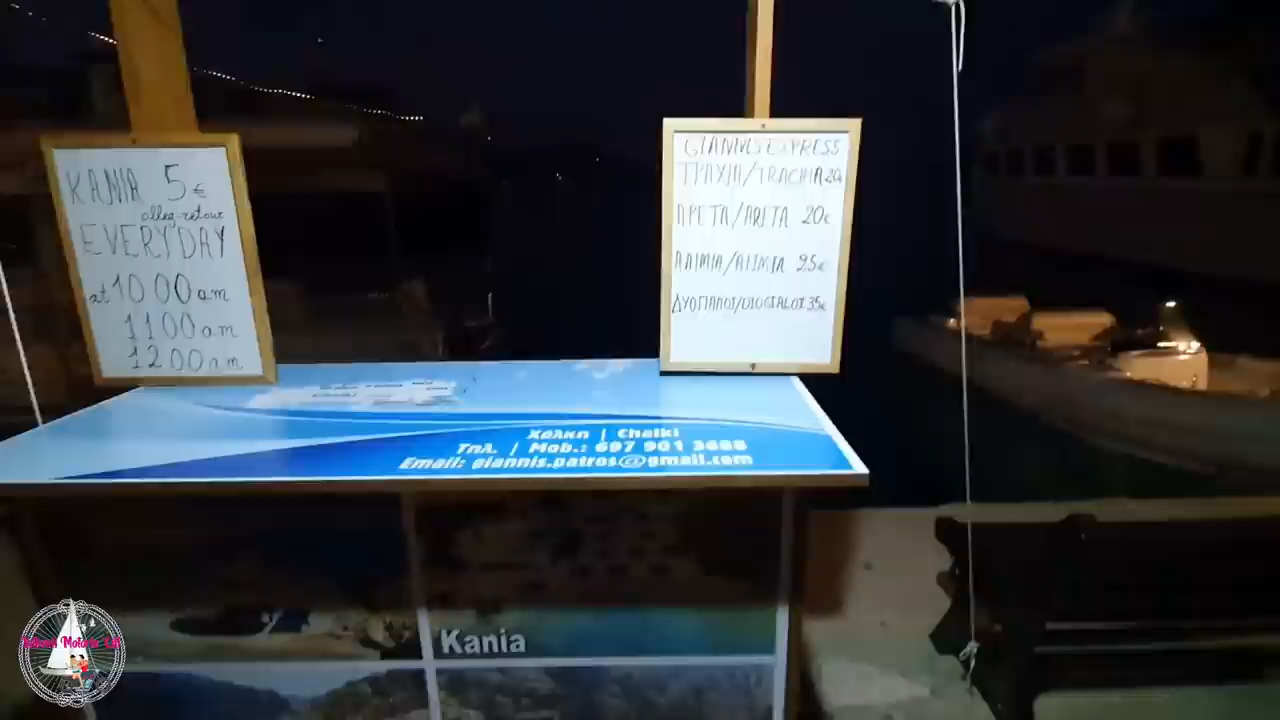 KANIA 5€
allez-retour
EVERYDAY
at 10 00 am
11 00 am
12 00 am
GIANNIS EXPRESS
ΤΡΑΧΙΑ/TRACHIA 20€
ΑΡΕΤΑ/ARETA 20€
ΑΛΙΜΙΑ/ALIMIA 25€
ΔΥΟΓΙΑΛΟΙ/DIOGIALOI 35€
Χάλκη | Chalki
Τηλ. | Mob.: 697 901 3688
Email: giannis.patros@gmail.com
Kania